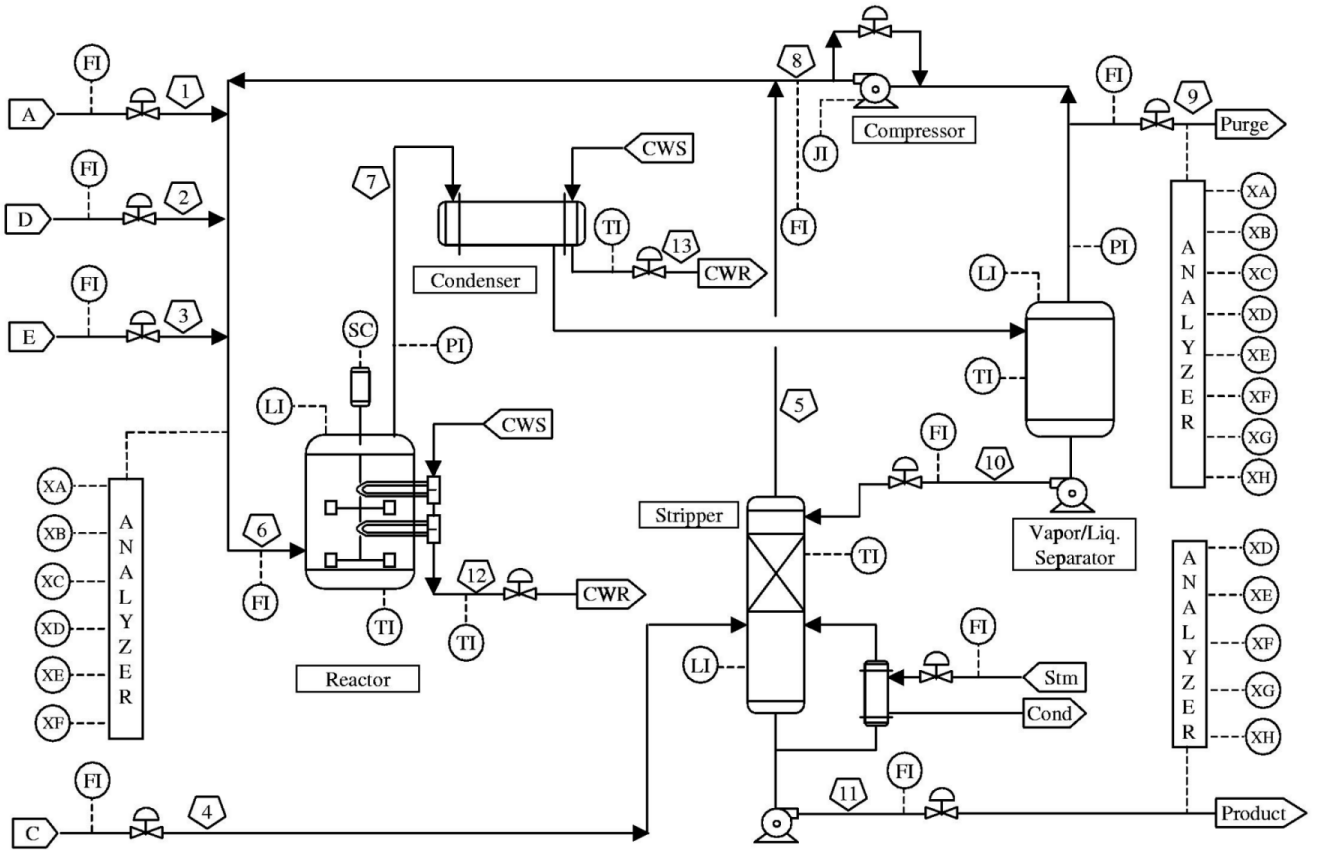 FI
8
FI
9
FI
1
A
Compressor
Purge
JI
CWS
7
FI
2
D
XA
TI
13
FI
XB
PI
CWR
Condenser
LI
XC
A
N
A
L
Y
Z
E
R
FI
3
E
XD
SC
PI
XE
TI
XF
5
LI
CWS
FI
XG
10
XH
XA
A
N
A
L
Y
Z
E
R
XB
XC
XD
XE
XF
Stripper
6
Vapor/Liq.
Separator
XD
A
N
A
L
Y
Z
E
R
XE
XF
XG
XH
TI
12
FI
CWR
TI
TI
FI
LI
Reactor
Stm
Cond
FI
4
C
FI
11
Product